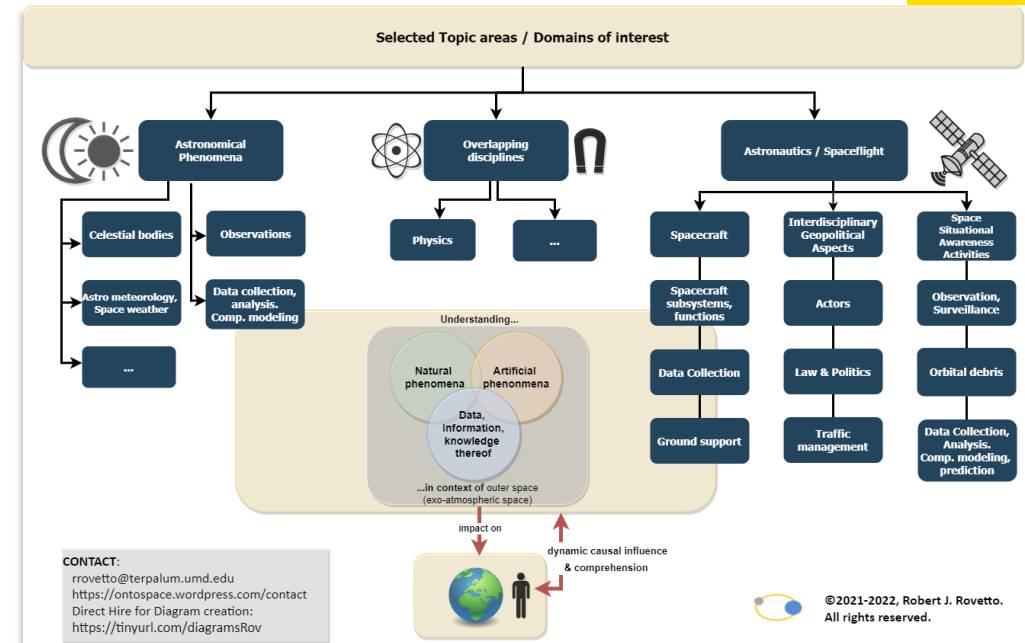 Selected Topic areas / Domains of interest
Astronomical
Phenomena
Overlapping
disciplines
Astronautics / Spaceflight
Celestial bodies
Observations
Astro meteorology,
Space weather
Data collection,
analysis.
Comp. modeling
...
Physics
...
Spacecraft
Spacecraft
subsystems,
functions
Data Collection
Ground support
Interdisciplinary
Geopolitical
Aspects
Actors
Law & Politics
Traffic
management
Space
Situational
Awareness
Activities
Observation,
Surveillance
Orbital debris
Data Collection,
Analysis.
Comp. modeling,
prediction
Understanding...
Natural
phenomena
Artificial
phenonmena
Data,
Information,
knowledge
thereof
...in context of outer space
(exo-atmospheric space)
impact on
dynamic causal influence
& comprehension
CONTACT:
rrovetto@terpalum.umd.edu
https://ontospace.wordpress.com/contact
Direct Hire for Diagram creation:
https://tinyurl.com/diagramsRov
©2021-2022, Robert J. Rovetto.
All rights reserved.